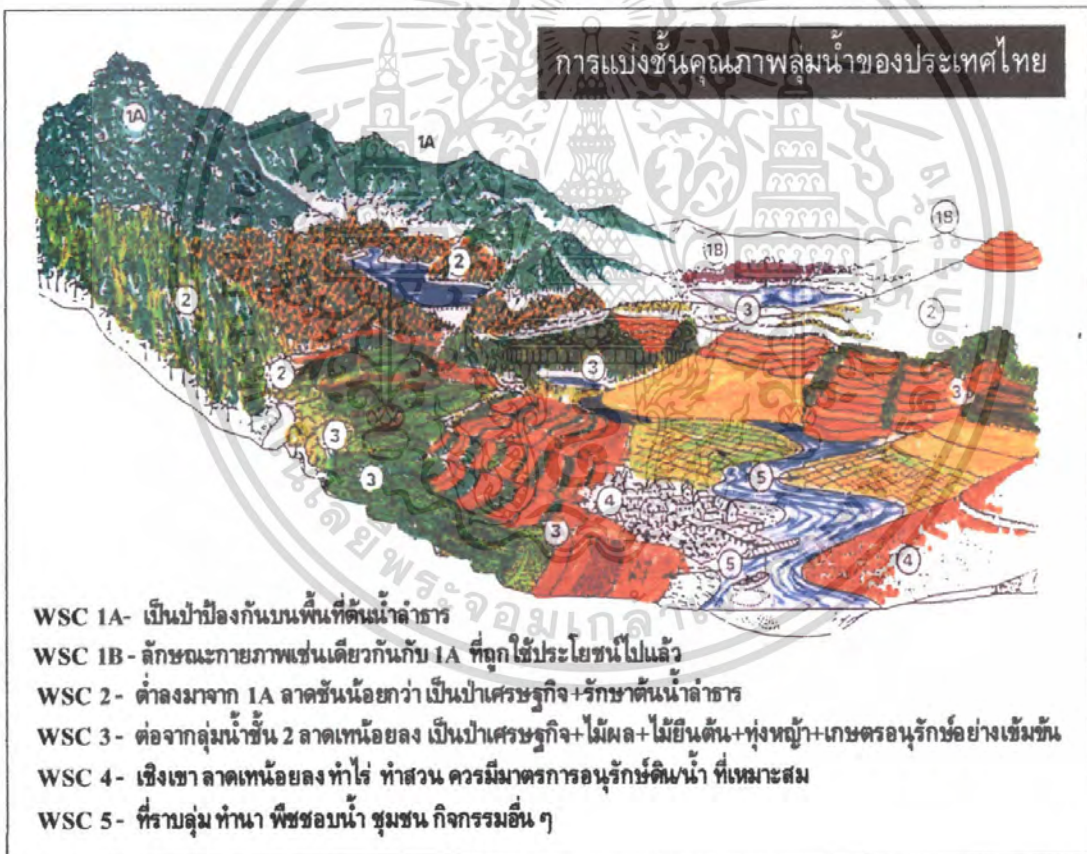 การแบ่งชั้นคุณภาพลุ่มน้ำของประเทศไทย
1A
1A
1B
1B
2
2
2
3
3
2
3
3
3
5
4
3
5
4
WSC 1A- เป็นป่าป้องกันบนพื้นที่ต้นน้ำลำธาร
WSC 1B - ลักษณะกายภาพเช่นเดียวกันกับ 1A ที่ถูกใช้ประโยชน์ไปแล้ว
WSC 2 - ต่ำลงมาจาก 1A ลาดชันน้อยกว่า เป็นป่าเศรษฐกิจ+รักษาต้นน้ำลำธาร
WSC 3 - ต่อจากลุ่มน้ำชั้น 2 ลาดเทน้อยลง เป็นป่าเศรษฐกิจ+ไม้ผล+ไม้ยืนต้น+ทุ่งหญ้า+เกษตรอนุรักษ์อย่างเข้มข้น
WSC 4 - เชิงเขา ลาดเทน้อยลง ทำไร่ ทำสวน ควรมีมาตรการอนุรักษ์ดิน/น้ำ ที่เหมาะสม
WSC 5 - ที่ราบลุ่ม ทำนา พืชชอบน้ำ ชุมชน กิจกรรมอื่น ๆ